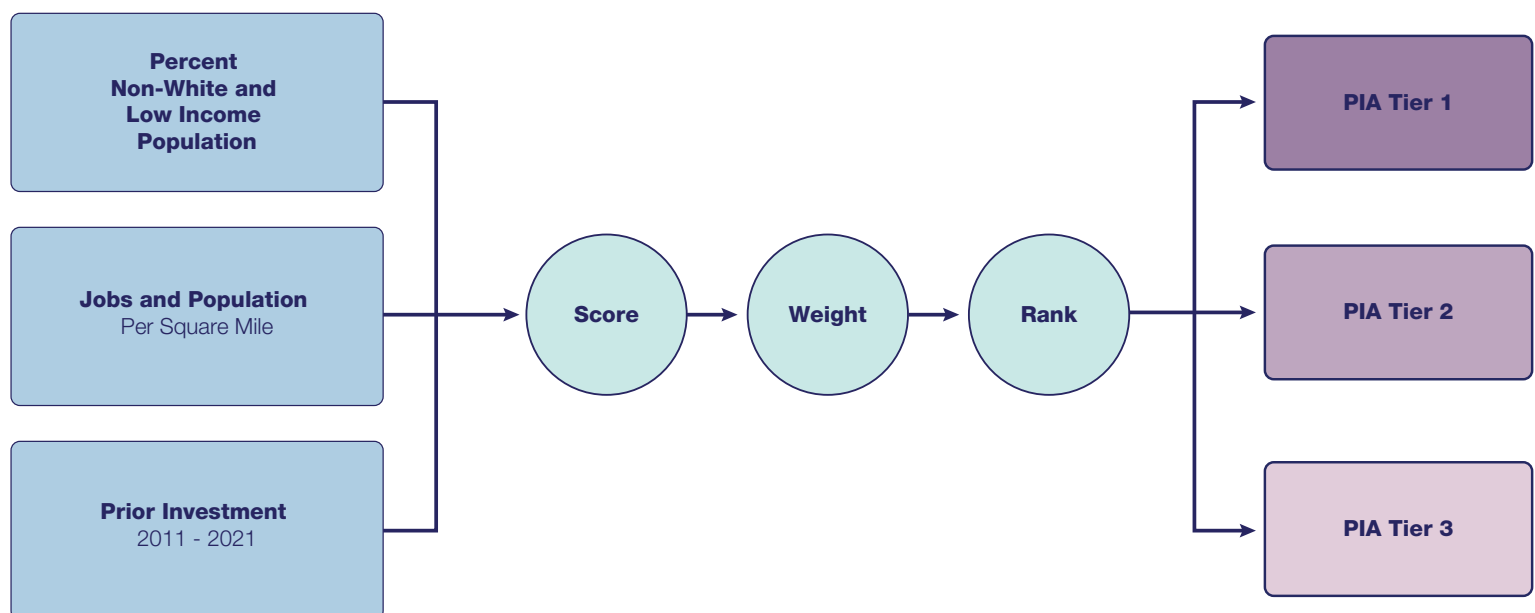 Percent
Non-White and
Low Income
Population
Jobs and Population
Per Square Mile
Prior Investment
2011 - 2021
Score
Weight
Rank
PIA Tier 1
PIA Tier 2
PIA Tier 3